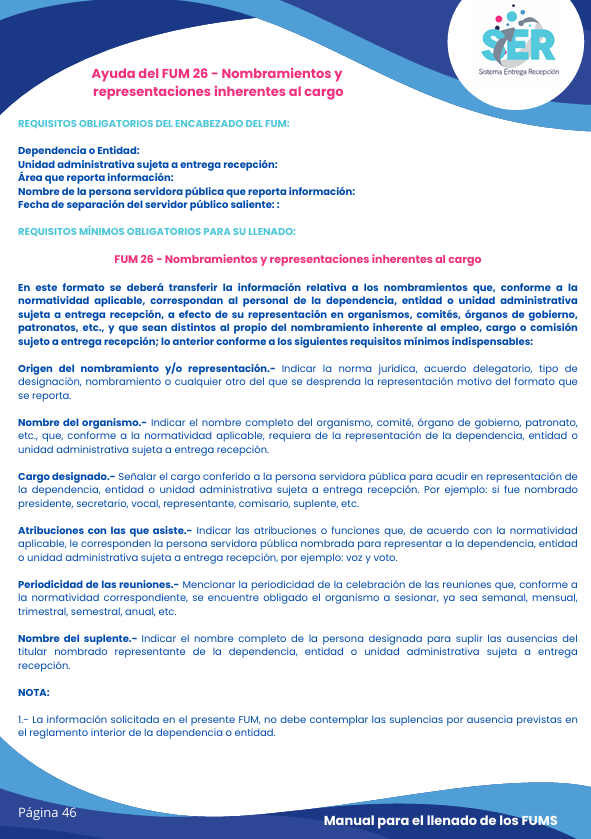 SER
Sistema Entrega Recepción
Ayuda del FUM 26 - Nombramientos y
representaciones inherentes al cargo
REQUISITOS OBLIGATORIOS DEL ENCABEZADO DEL FUM:
Dependencia o Entidad:
Unidad administrativa sujeta a entrega recepción:
Área que reporta información:
Nombre de la persona servidora pública que reporta información:
Fecha de separación del servidor público saliente: :
REQUISITOS MÍNIMOS OBLIGATORIOS PARA SU LLENADO:
FUM 26 - Nombramientos y representaciones inherentes al cargo
En este formato se deberá transferir la información relativa a los nombramientos que, conforme a la
normatividad aplicable, correspondan al personal de la dependencia, entidad o unidad administrativa
sujeta a entrega recepción, a efecto de su representación en organismos, comités, órganos de gobierno,
patronatos, etc., y que sean distintos al propio del nombramiento inherente al empleo, cargo o comisión
sujeto a entrega recepción; lo anterior conforme a los siguientes requisitos mínimos indispensables:
Origen del nombramiento y/o representación.- Indicar la norma jurídica, acuerdo delegatorio, tipo de
designación, nombramiento o cualquier otro del que se desprenda la representación motivo del formato que
se reporta.
Nombre del organismo.- Indicar el nombre completo del organismo, comité, órgano de gobierno, patronato,
etc., que, conforme a la normatividad aplicable, requiera de la representación de la dependencia, entidad o
unidad administrativa sujeta a entrega recepción.
Cargo designado.- Señalar el cargo conferido a la persona servidora pública para acudir en representación de
la dependencia, entidad o unidad administrativa sujeta a entrega recepción. Por ejemplo: si fue nombrado
presidente, secretario, vocal, representante, comisario, suplente, etc.
Atribuciones con las que asiste.- Indicar las atribuciones o funciones que, de acuerdo con la normatividad
aplicable, le corresponden la persona servidora pública nombrada para representar a la dependencia, entidad
o unidad administrativa sujeta a entrega recepción, por ejemplo: voz y voto.
Periodicidad de las reuniones.- Mencionar la periodicidad de la celebración de las reuniones que, conforme a
la normatividad correspondiente, se encuentre obligado el organismo a sesionar, ya sea semanal, mensual,
trimestral, semestral, anual, etc.
Nombre del suplente.- Indicar el nombre completo de la persona designada para suplir las ausencias del
titular nombrado representante de la dependencia, entidad o unidad administrativa sujeta a entrega
recepción.
NOTA:
1.- La información solicitada en el presente FUM, no debe contemplar las suplencias por ausencia previstas en
el reglamento interior de la dependencia o entidad.
Página 46
Manual para el llenado de los FUMS